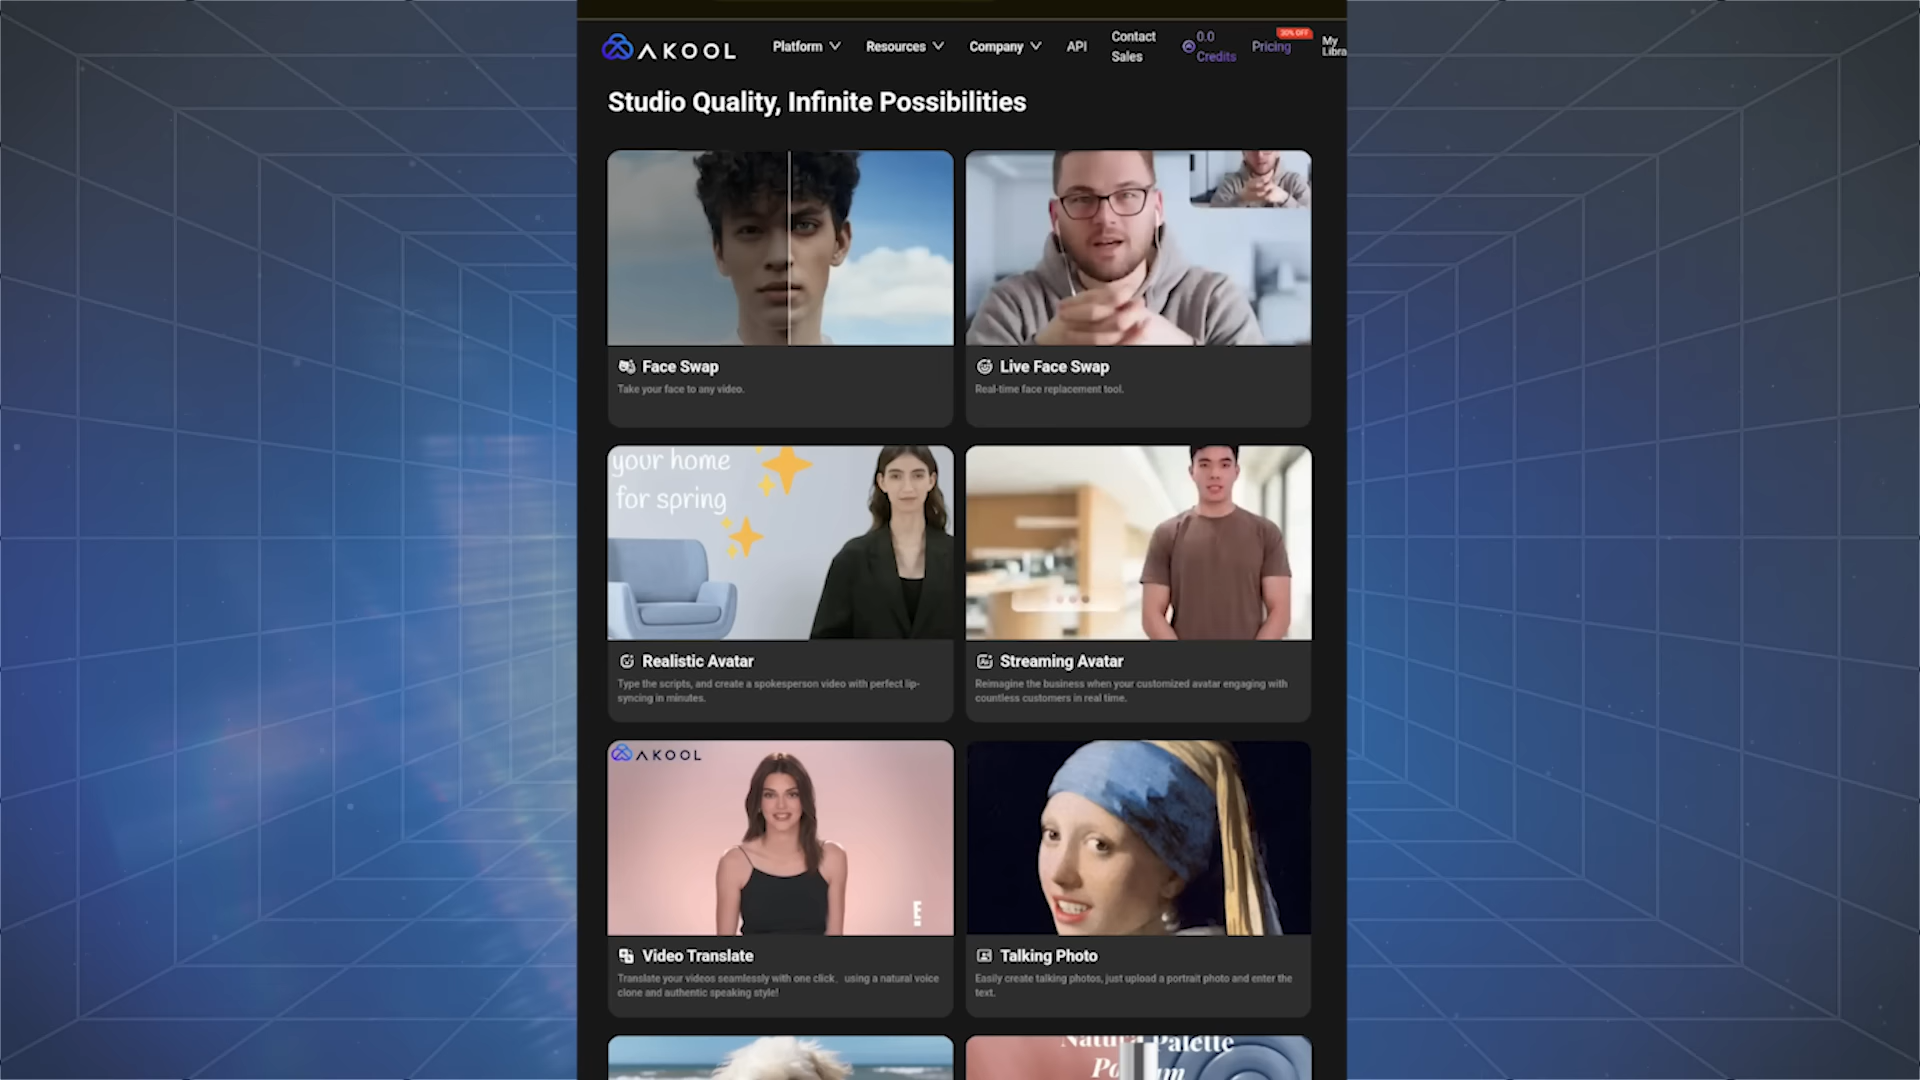 AKOOL
Platform
Resources
Company
API
Contact
Sales
0.0
Credits
Pricing
30% OFF
My
Studio Quality, Infinite Possibilities
Face Swap
Take your face to any video.
Live Face Swap
Real-time face replacement tool.
your home
for spring
Realistic Avatar
Type the scripts, and create a spokesperson video with perfect lip-
syncing in minutes.
Streaming Avatar
Reimagine the business when your customized avatar engaging with
countless customers in real time.
AKOOL
E
Video Translate
Translate your videos seamlessly with one click, using a natural voice
clone and authentic speaking style!
Talking Photo
Easily create talking photos, just upload a portrait photo and enter the
text.
Natural Palette